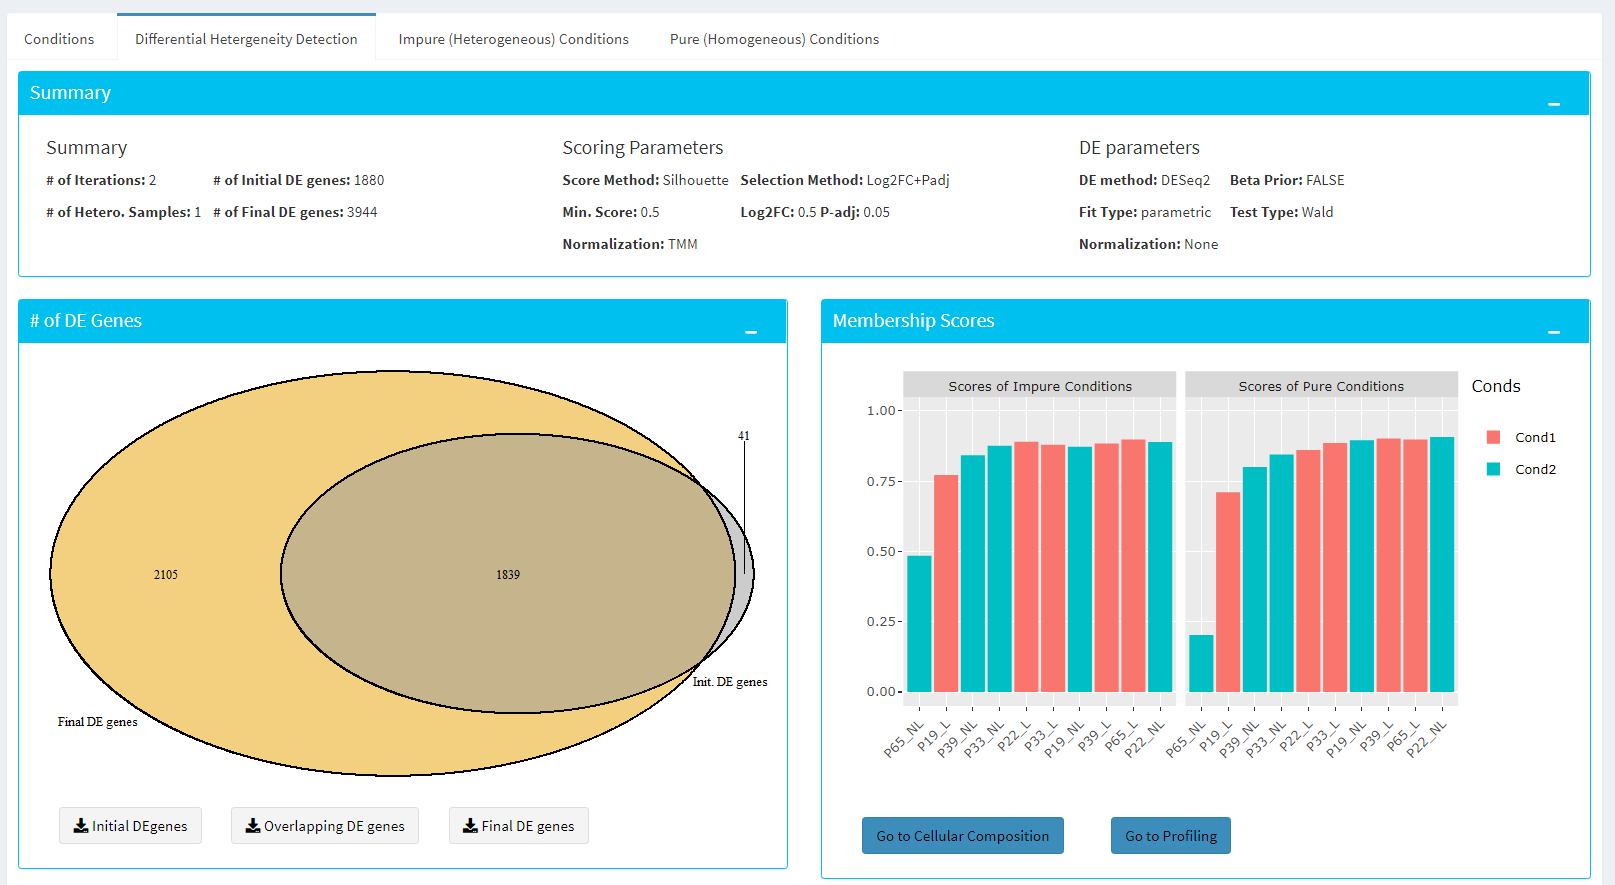 Conditions
Differential Hetergeneity Detection
Impure (Heterogeneous) Conditions
Pure (Homogeneous) Conditions
Summary
Summary
# of Iterations: 2 # of Initial DE genes: 1880
# of Hetero. Samples: 1 # of Final DE genes: 3944
Scoring Parameters
Score Method: Silhouette Selection Method: Log2FC+Padj
Min. Score: 0.5 Log2FC: 0.5 P-adj: 0.05
Normalization: TMM
DE parameters
DE method: DESeq2 Beta Prior: FALSE
Fit Type: parametric Test Type: Wald
Normalization: None
# of DE Genes
41
2105
1839
Init. DE genes
Final DE genes
Initial DEgenes
Overlapping DE genes
Final DE genes
Membership Scores
Scores of Impure Conditions
Scores of Pure Conditions
Conds
Cond1
Cond2
1.00
0.75
0.50
0.25
0.00
P65_NL
P19_L
P39_NL
P33_NL
P22_L
P33_L
P19_NL
P39_L
P65_L
P22_NL
P65_NL
P19_L
P39_NL
P33_NL
P22_L
P33_L
P19_NL
P39_L
P65_L
P22_NL
Go to Cellular Composition
Go to Profiling